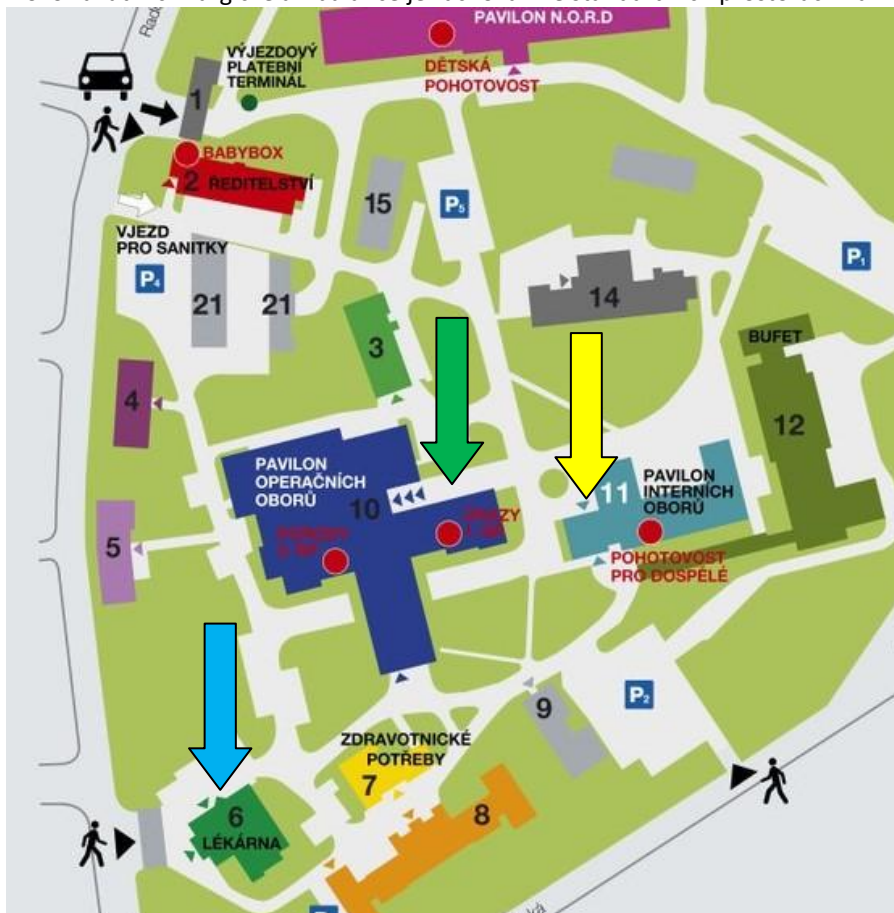 PAVILON N.O.R.D
VÝJEZDOVÝ
PLATEBNÍ
TERMINÁL
DĚTSKÁ
POHOTOVOST
1
BABYBOX
2 ŘEDITELSTVÍ
15
P5
VJEZD
PRO SANITKY
P4
P1
21
21
14
3
BUFET
4
12
PAVILON
OPERAČNÍCH
OBORŮ
10
11
PAVILON
INTERNÍCH
OBORŮ
5
POHOTOVOST
PRO DOSPĚLÉ
P2
9
ZDRAVOTNICKÉ
POTŘEBY
7
8
6
LÉKÁRNA